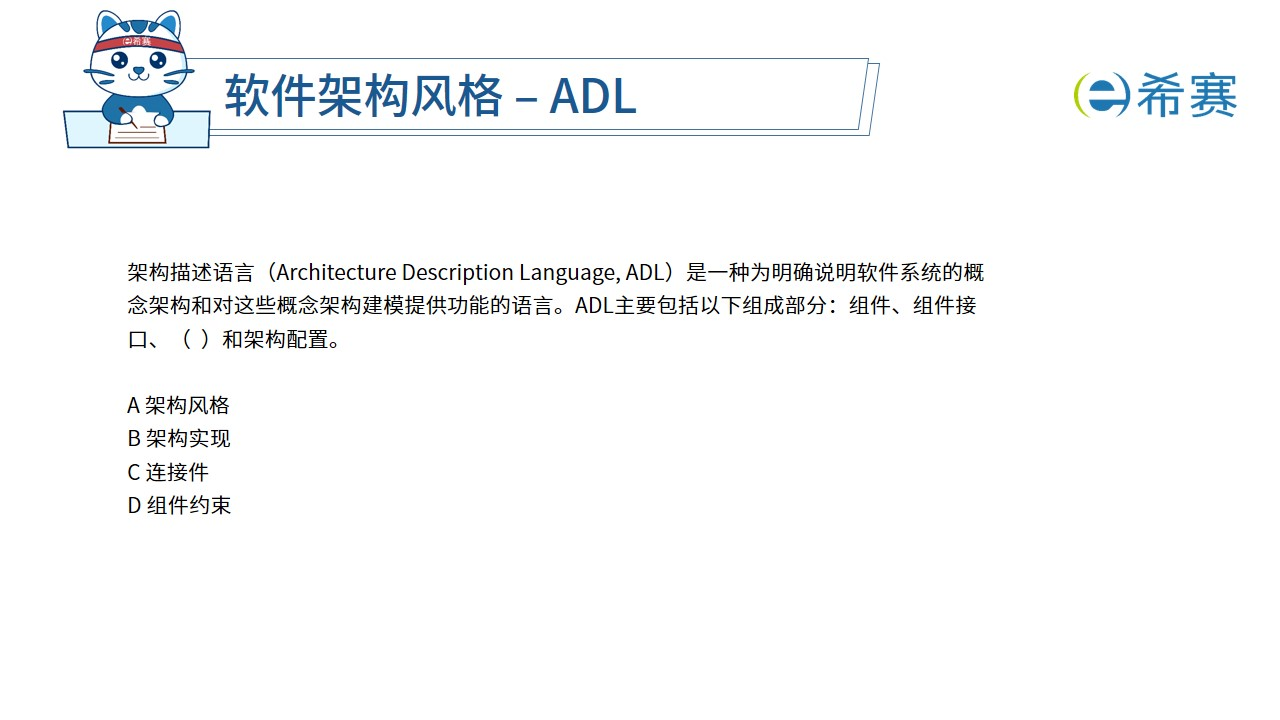 希赛
软件架构风格 – ADL
希赛
架构描述语言（Architecture Description Language, ADL）是一种为明确说明软件系统的概
念架构和对这些概念架构建模提供功能的语言。ADL主要包括以下组成部分：组件、组件接
口、（ ）和架构配置。
A 架构风格
B 架构实现
C 连接件
D 组件约束